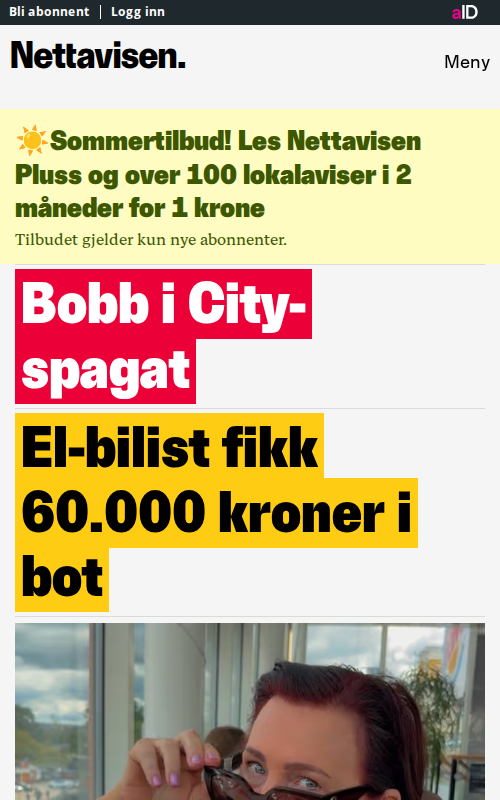 Bli abonnent
Logg inn
aID
Nettavisen.
Meny
☀️Sommertilbud! Les Nettavisen
Pluss og over 100 lokalaviser i 2
måneder for 1 krone
Tilbudet gjelder kun nye abonnenter.
Bobb i City-
spagat
El-bilist fikk
60.000 kroner i
bot